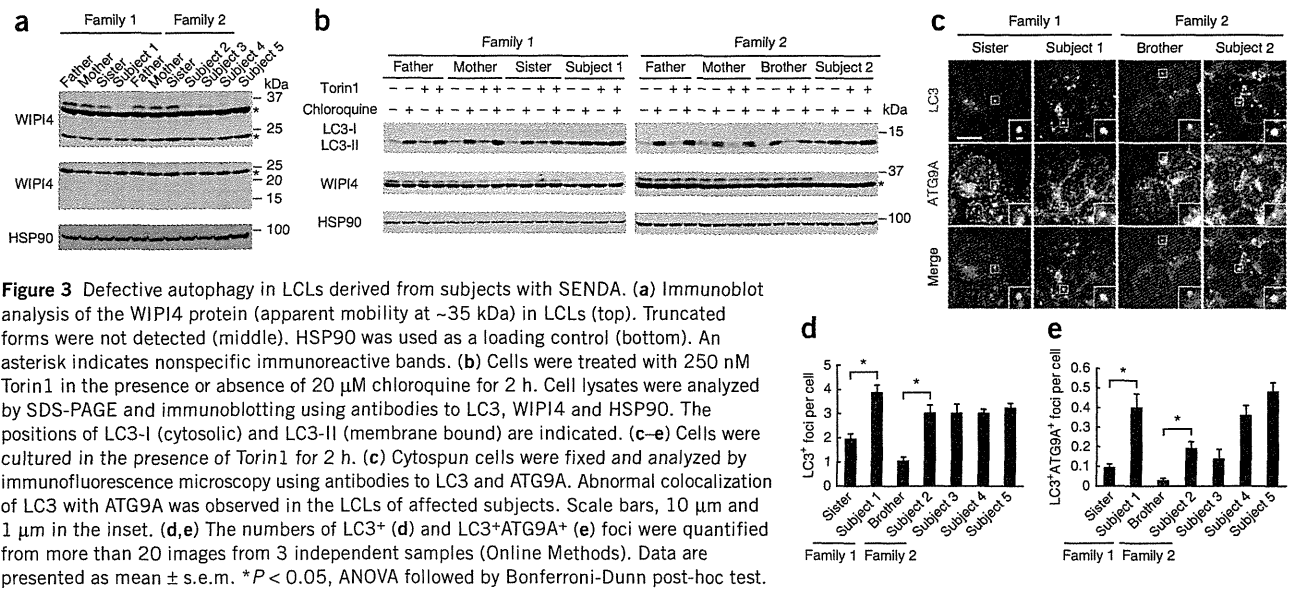 a
Family 1 Family 2
Father
Mother
Sister
Subject 1
Father
Mother
Sister
Subject 2
Subject 3
Subject 4
Subject 5
kDa
WIPI4
37
*
25
*
WIPI4
25
*
20
15
HSP90
100
b
Family 1 Family 2
Father Mother Sister Subject 1 Father Mother Brother Subject 2
Torin1 – – + + – – + + – – + + – – + + – – + + – – + + – – + + – – + +
Chloroquine – + – + – + – + – + – + – + – + – + – + – + – + – + – + – + – + kDa
LC3-I
LC3-II
15
WIPI4
37
*
HSP90
100
c
Family 1 Family 2
Sister Subject 1 Brother Subject 2
LC3
ATG9A
Merge
Figure 3 Defective autophagy in LCLs derived from subjects with SENDA. (a) Immunoblot
analysis of the WIPI4 protein (apparent mobility at ~35 kDa) in LCLs (top). Truncated
forms were not detected (middle). HSP90 was used as a loading control (bottom). An
asterisk indicates nonspecific immunoreactive bands. (b) Cells were treated with 250 nM
Torin1 in the presence or absence of 20 μM chloroquine for 2 h. Cell lysates were analyzed
by SDS-PAGE and immunoblotting using antibodies to LC3, WIPI4 and HSP90. The
positions of LC3-I (cytosolic) and LC3-II (membrane bound) are indicated. (c–e) Cells were
cultured in the presence of Torin1 for 2 h. (c) Cytospun cells were fixed and analyzed by
immunofluorescence microscopy using antibodies to LC3 and ATG9A. Abnormal colocalization
of LC3 with ATG9A was observed in the LCLs of affected subjects. Scale bars, 10 μm and
1 μm in the inset. (d,e) The numbers of LC3+ (d) and LC3+ATG9A+ (e) foci were quantified
from more than 20 images from 3 independent samples (Online Methods). Data are
presented as mean ± s.e.m. *P < 0.05, ANOVA followed by Bonferroni-Dunn post-hoc test.
d
LC3+ foci per cell
5
4
3
2
1
0
*
*
Sister
Subject 1
Brother
Subject 2
Subject 3
Subject 4
Subject 5
Family 1 Family 2
e
LC3+ATG9A+ foci per cell
0.6
0.5
0.4
0.3
0.2
0.1
0
*
*
Sister
Subject 1
Brother
Subject 2
Subject 3
Subject 4
Subject 5
Family 1 Family 2